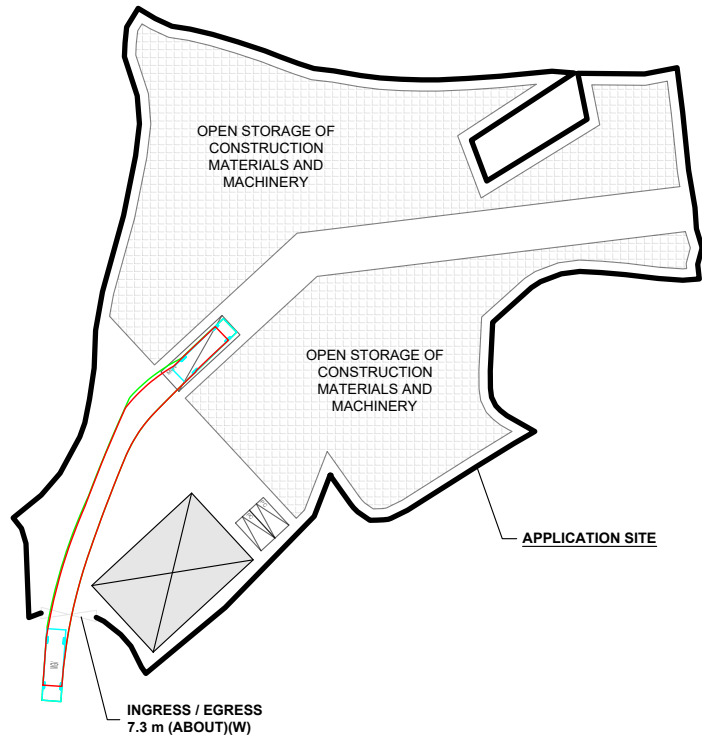 OPEN STORAGE OF
CONSTRUCTION
MATERIALS AND
MACHINERY
OPEN STORAGE OF
CONSTRUCTION
MATERIALS AND
MACHINERY
APPLICATION SITE
INGRESS / EGRESS
7.3 m (ABOUT)(W)